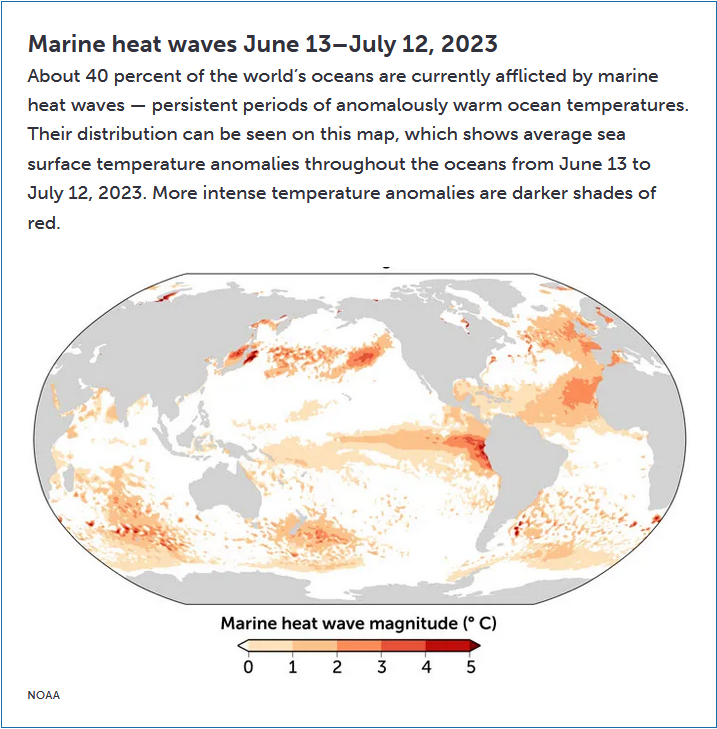 Marine heat waves June 13–July 12, 2023
About 40 percent of the world’s oceans are currently afflicted by marine
heat waves — persistent periods of anomalously warm ocean temperatures.
Their distribution can be seen on this map, which shows average sea
surface temperature anomalies throughout the oceans from June 13 to
July 12, 2023. More intense temperature anomalies are darker shades of
red.
Marine heat wave magnitude (° C)
0 1 2 3 4 5
NOAA